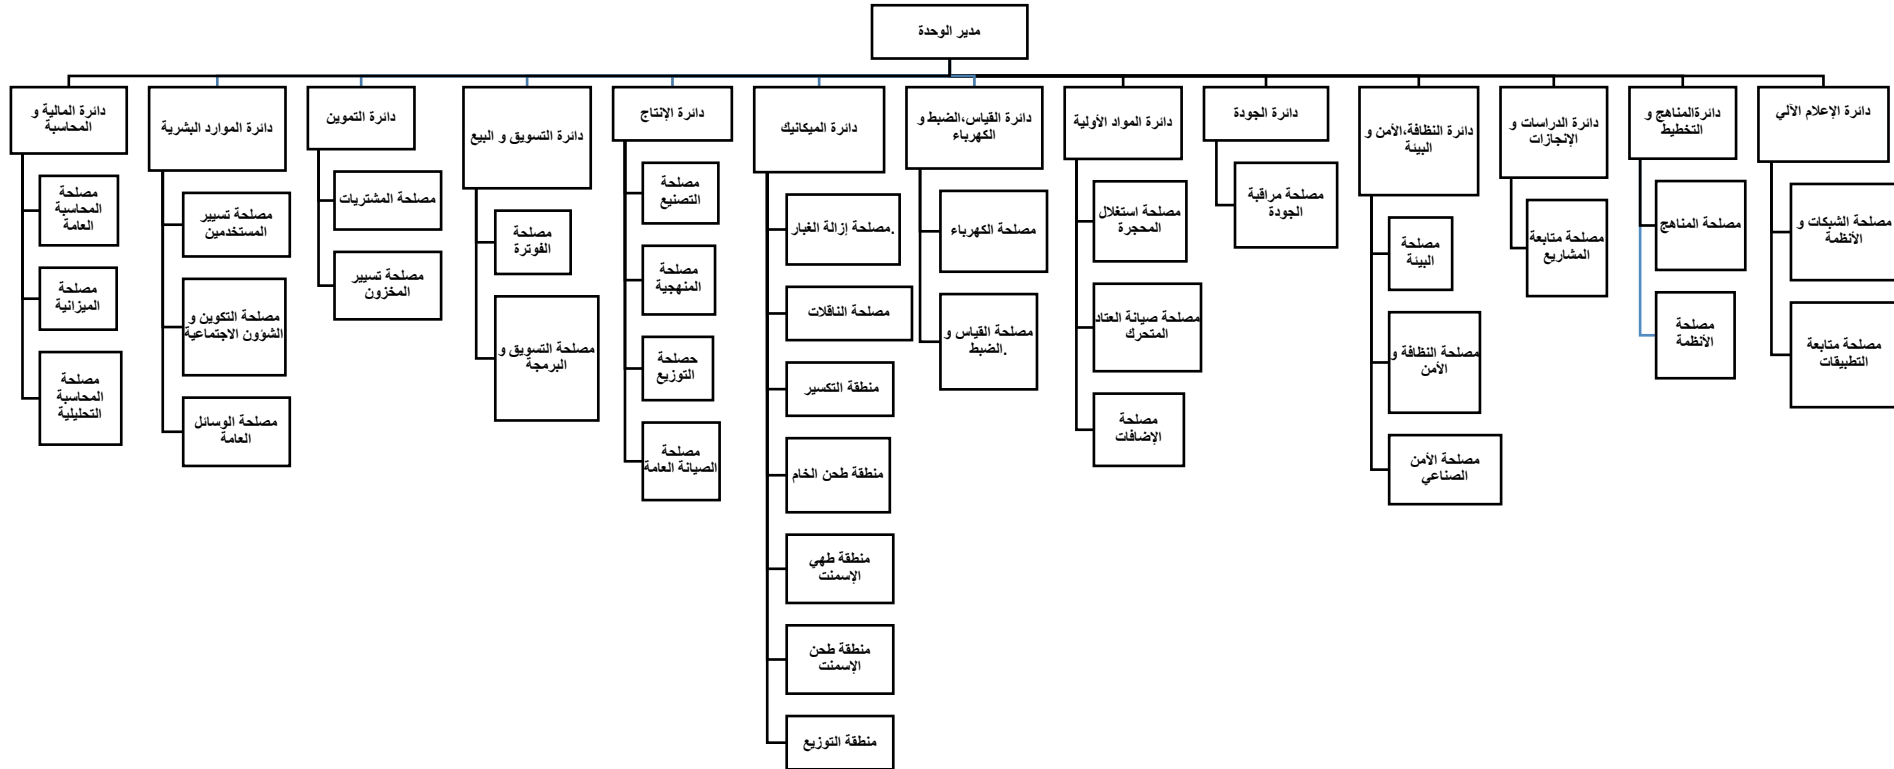 مدير الوحدة
دائرة الإعلام الآلي
مصلحة الشبكات و
الأنظمة
مصلحة متابعة
التطبيقات
دائرةالمناهج و
التخطيط
مصلحة المناهج
مصلحة
الأنظمة
دائرة الدراسات و
الإنجازات
مصلحة متابعة
المشاريع
دائرة النظافة،الأمن و
البيئة
مصلحة
البيئة
مصلحة النظافة و
الأمن
مصلحة الأمن
الصناعي
دائرة الجودة
مصلحة مراقبة
الجودة
دائرة المواد الأولية
مصلحة استغلال
المحجرة
مصلحة صيانة العتاد
المتحرك
مصلحة
الإضافات
دائرة القياس،الضبط و
الكهرباء
مصلحة الكهرباء
مصلحة القياس و
.الضبط
دائرة الميكانيك
.مصلحة إزالة الغبار
مصلحة الناقلات
منطقة التكسير
منطقة طحن الخام
منطقة طهي
الإسمنت
منطقة طحن
الإسمنت
منطقة التوزيع
دائرة الإنتاج
مصلحة
التصنيع
مصلحة
المنهجية
حصلحة
التوزيع
مصلحة
الصيانة العامة
دائرة التسويق و البيع
مصلحة
الفوترة
مصلحة التسويق و
البرمجة
دائرة التموين
مصلحة المشتريات
مصلحة تسيير
المخزون
دائرة الموارد البشرية
مصلحة تسيير
المستخدمين
مصلحة التكوين و
الشؤون الاجتماعية
مصلحة الوسائل
العامة
دائرة المالية و
المحاسبة
مصلحة
المحاسبة
العامة
مصلحة
الميزانية
مصلحة
المحاسبة
التحليلية